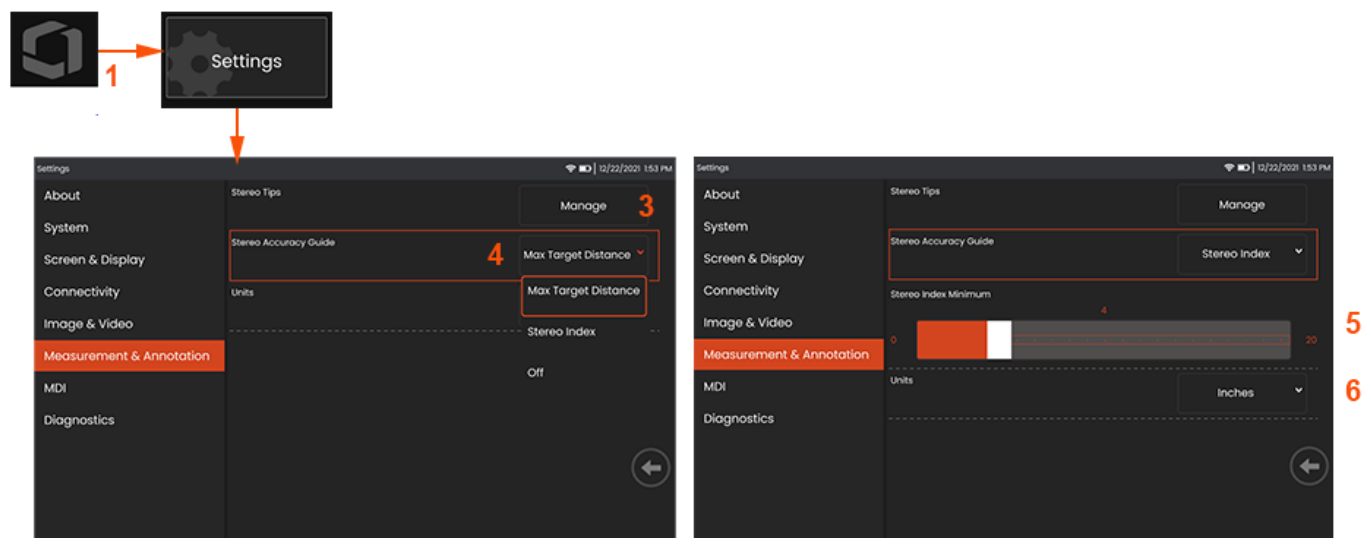 1
Settings
Settings
12/22/2021 1:53 PM
About
System
Screen & Display
Connectivity
Image & Video
Measurement & Annotation
MDI
Diagnostics
Stereo Tips
Manage
3
Stereo Accuracy Guide
4
Max Target Distance
Max Target Distance
Units
Stereo Index
Off
Settings
12/22/2021 1:53 PM
About
System
Screen & Display
Connectivity
Image & Video
Measurement & Annotation
MDI
Diagnostics
Stereo Tips
Manage
Stereo Accuracy Guide
Stereo Index
Stereo Index Minimum
4
0
20
5
Units
Inches
6